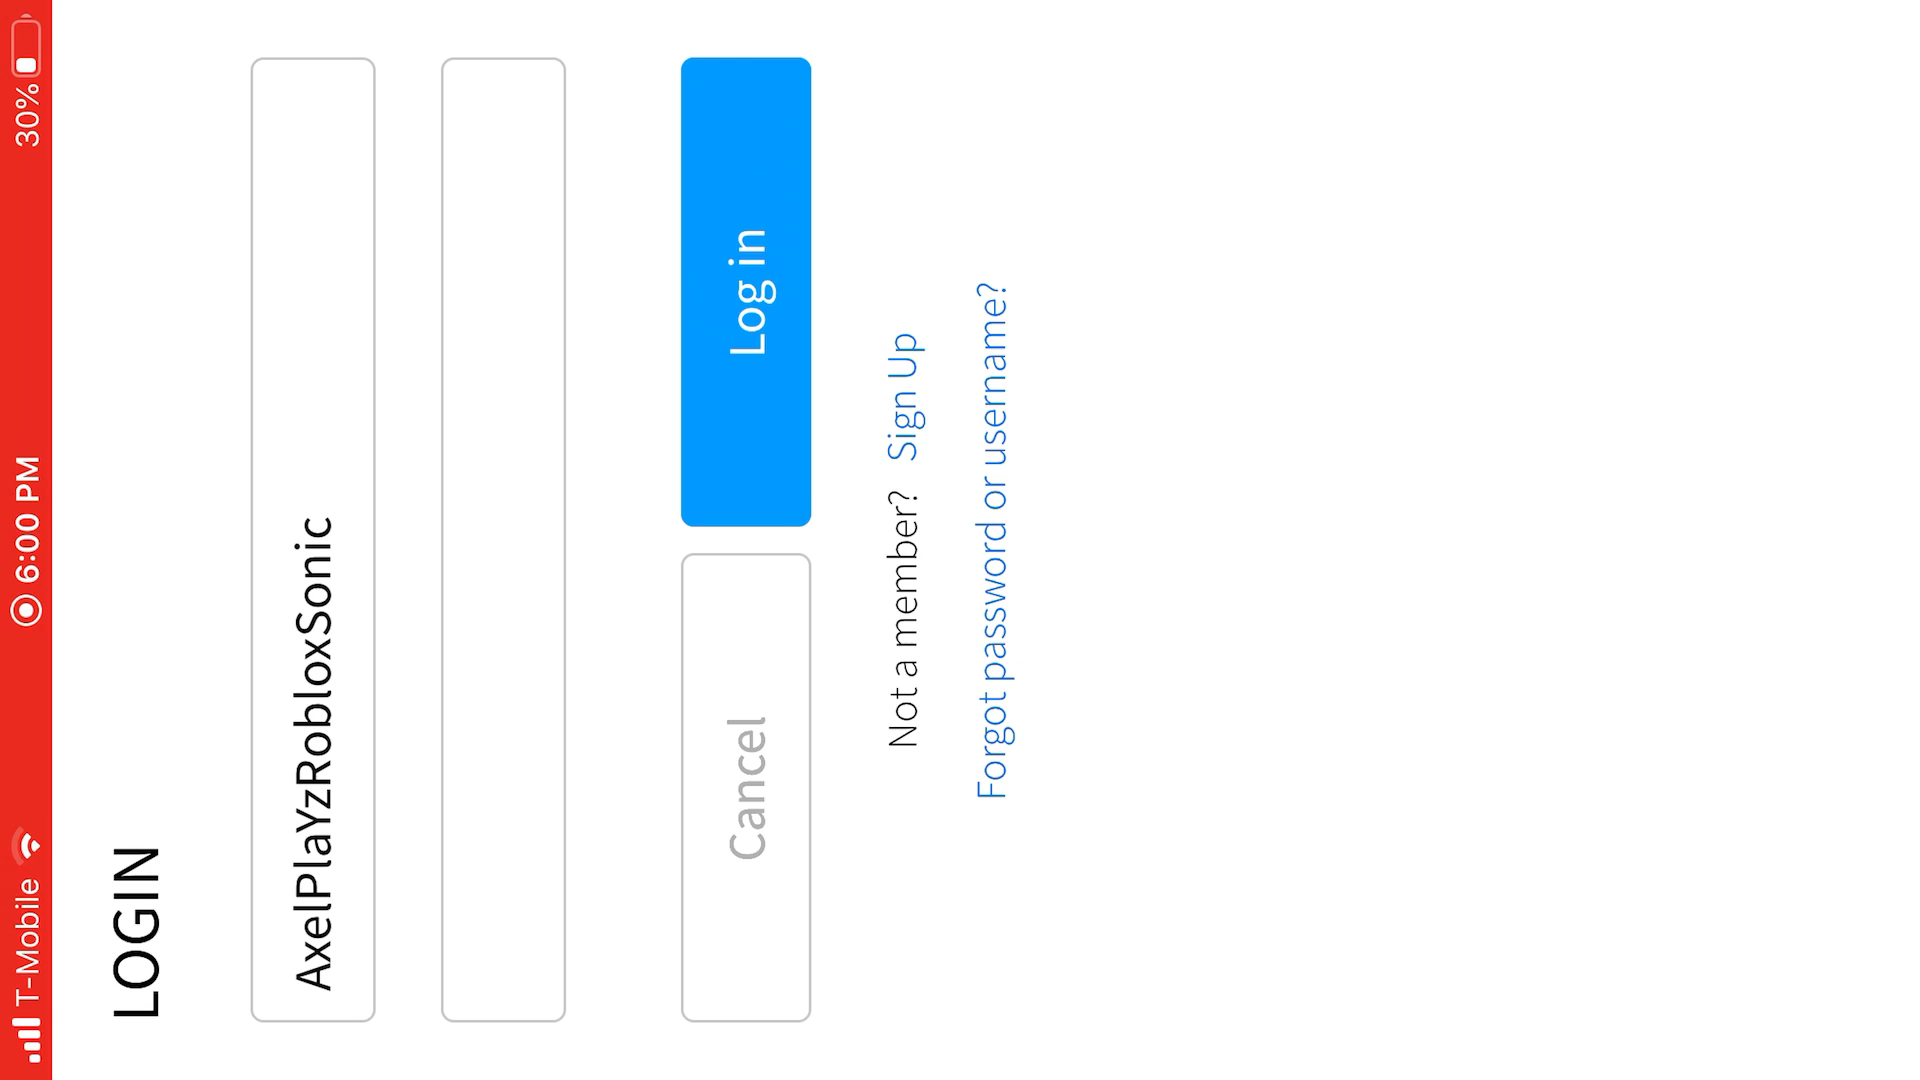 T-Mobile 6:00 PM 30%
LOGIN
AxelPlaYzRobloxSonic
Cancel Log in
Not a member? Sign Up
Forgot password or username?